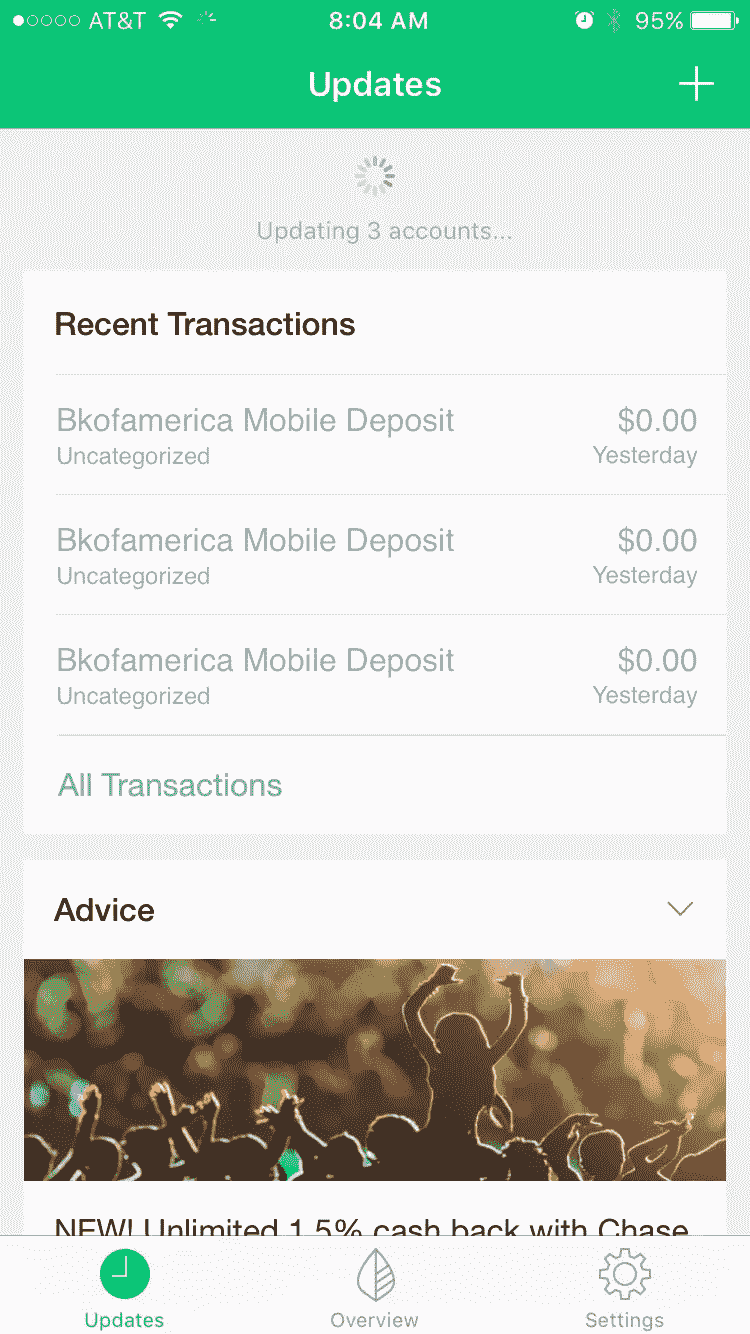 AT&T 8:04 AM 95%
Updates
Updating 3 accounts...
Recent Transactions
Bkofamerica Mobile Deposit $0.00
Uncategorized Yesterday
Bkofamerica Mobile Deposit $0.00
Uncategorized Yesterday
Bkofamerica Mobile Deposit $0.00
Uncategorized Yesterday
All Transactions
Advice
NEW! Unlimited 1.5% cash back with Chase
Updates Overview Settings